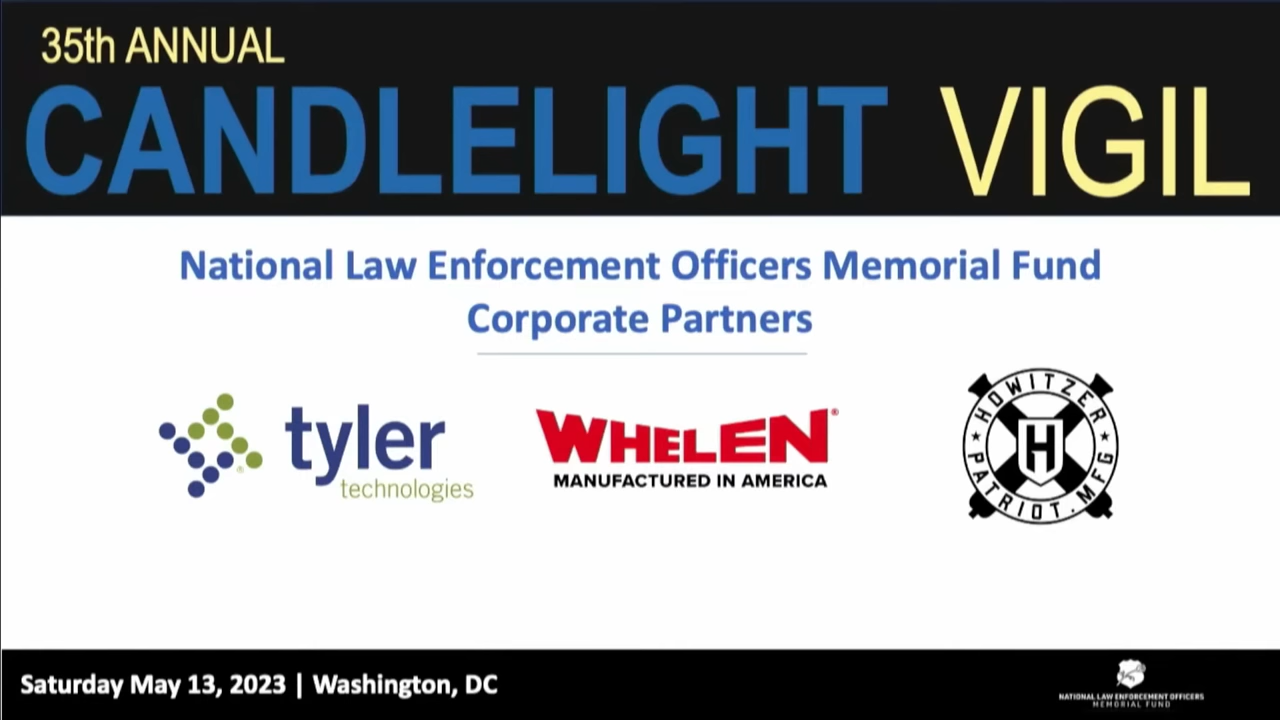 35th ANNUAL
CANDLELIGHT VIGIL
National Law Enforcement Officers Memorial Fund
Corporate Partners
tyler
technologies
®
WHELEN®
MANUFACTURED IN AMERICA
HOWITZER
H
PATRIOT.MFG
Saturday May 13, 2023 | Washington, DC
NATIONAL LAW ENFORCEMENT OFFICERS
MEMORIAL FUND